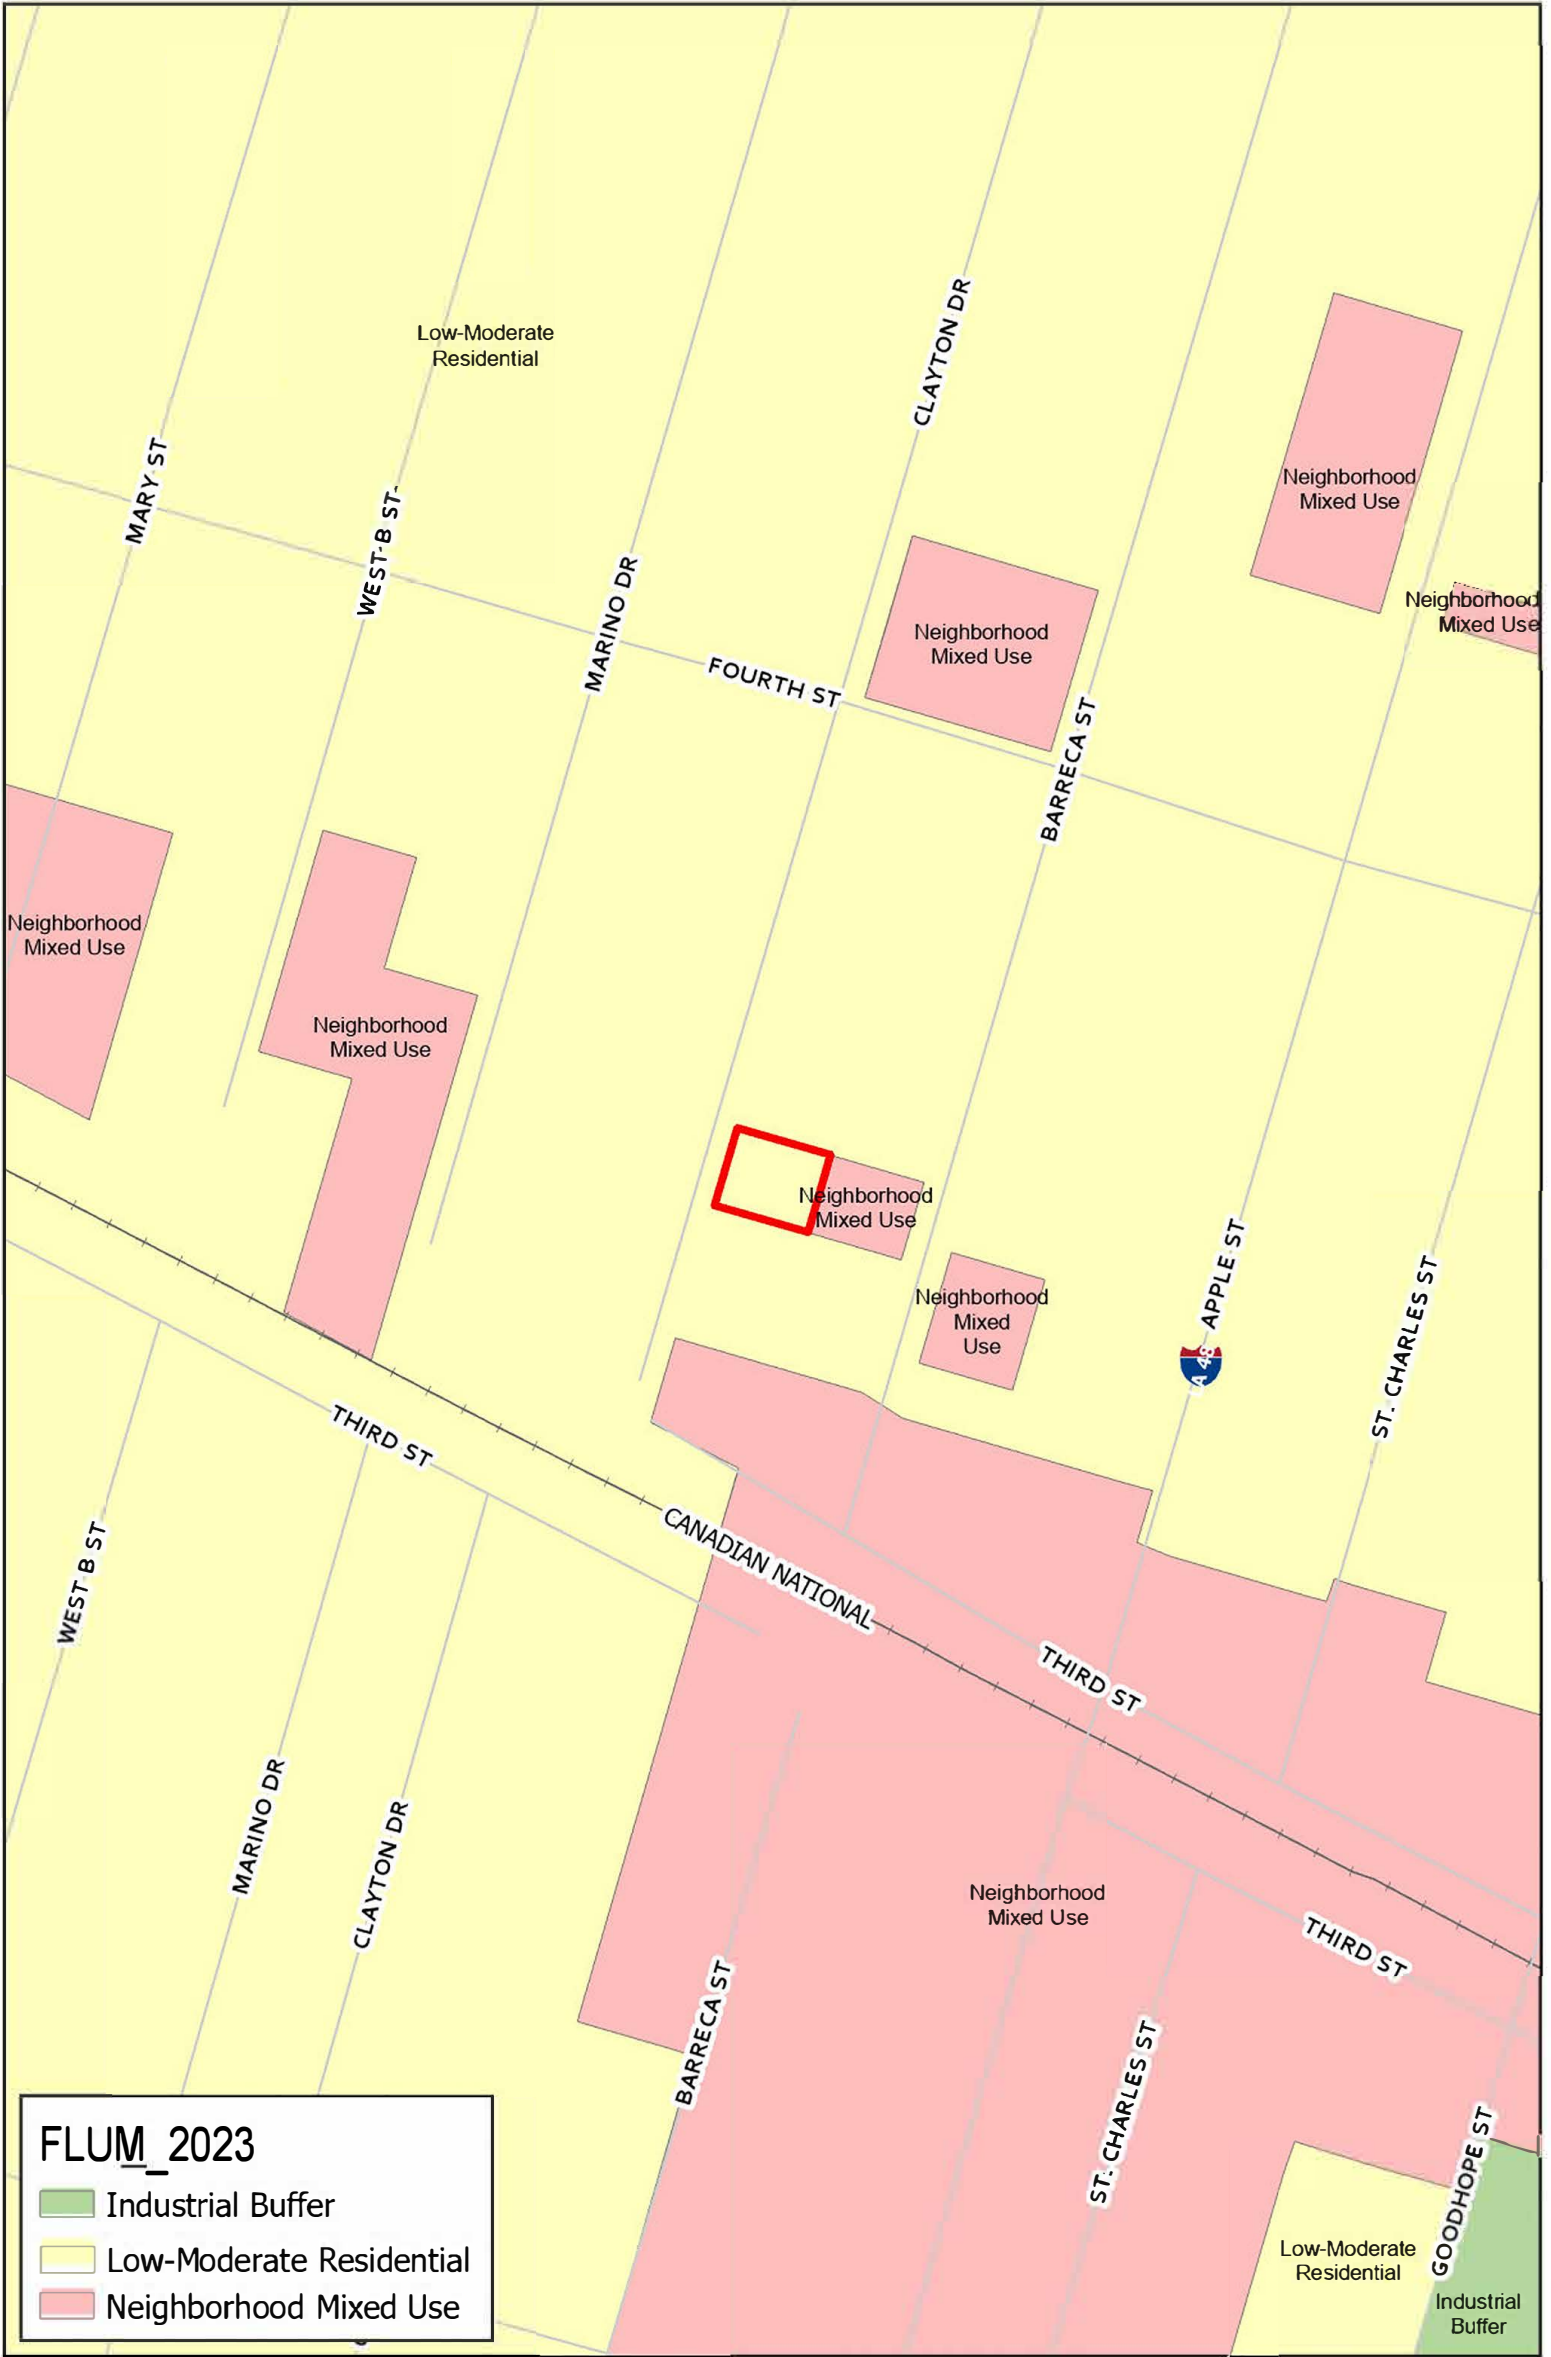 CLAYTON DR
Low-Moderate
Residential
MARY ST
WEST B ST
MARINO DR
Neighborhood
Mixed Use
Neighborhood
Mixed Use
Neighborhood
Mixed Use
FOURTH ST
BARRECA ST
Neighborhood
Mixed Use
Neighborhood
Mixed Use
Neighborhood
Mixed Use
Neighborhood
Mixed
Use
APPLE ST
ST. CHARLES ST
LA 48
THIRD ST
CANADIAN NATIONAL
WEST B ST
THIRD ST
MARINO DR
CLAYTON DR
Neighborhood
Mixed Use
THIRD ST
BARRECA ST
ST. CHARLES ST
GOODHOPE ST
Low-Moderate
Residential
Industrial
Buffer
FLUM_2023
Industrial Buffer
Low-Moderate Residential
Neighborhood Mixed Use